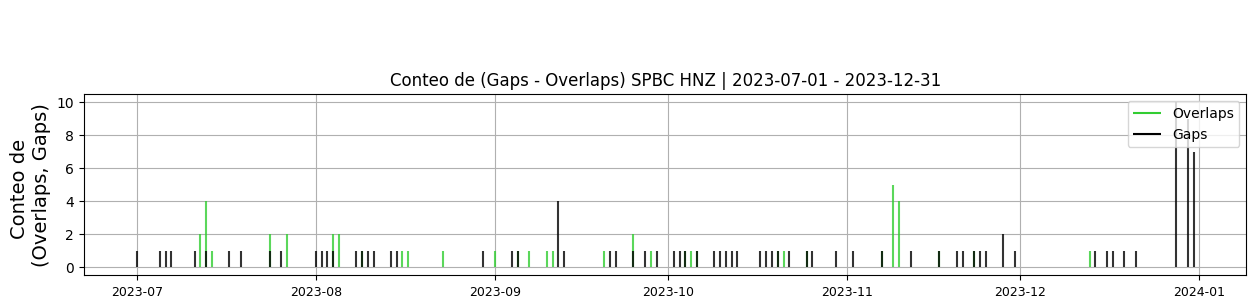 Conteo de (Gaps - Overlaps) SPBC HNZ | 2023-07-01 - 2023-12-31
Conteo de
(Overlaps, Gaps)
10
8
6
4
2
0
Overlaps
Gaps
2023-07
2023-08
2023-09
2023-10
2023-11
2023-12
2024-01